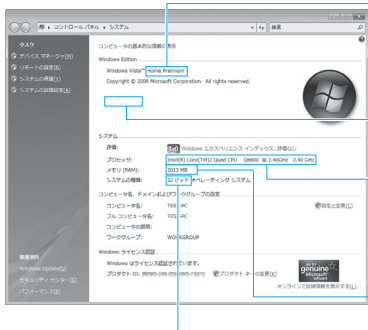 コントロール パネル ▸ システム
検索
タスク
デバイス マネージャ(M)
リモートの設定(R)
システムの保護(Y)
システムの詳細設定(A)
コンピュータの基本的な情報の表示
Windows Edition
Windows Vista™ Home Premium
Copyright © 2006 Microsoft Corporation. All rights reserved.
システム
評価:
Windows エクスペリエンス インデックス: 評価なし
プロセッサ:
Intel(R) Core(TM)2 Quad CPU Q6600 @ 2.40GHz 2.40 GHz
メモリ (RAM):
2013 MB
システムの種類:
32 ビット オペレーティング システム
コンピュータ名、ドメインおよびワークグループの設定
コンピュータ名:
TEST-PC
設定と変更(C)
フル コンピュータ名:
TEST-PC
コンピュータの説明:
ワークグループ:
WORKGROUP
Windows ライセンス認証
Windows はライセンス認証されています。
プロダクト ID:
プロダクト キーの変更(K)
関連項目
Windows Update(U)
セキュリティ センター(S)
パフォーマンス(E)
ask for
genuine
Microsoft
software
オンラインで詳細情報を表示する(L)...